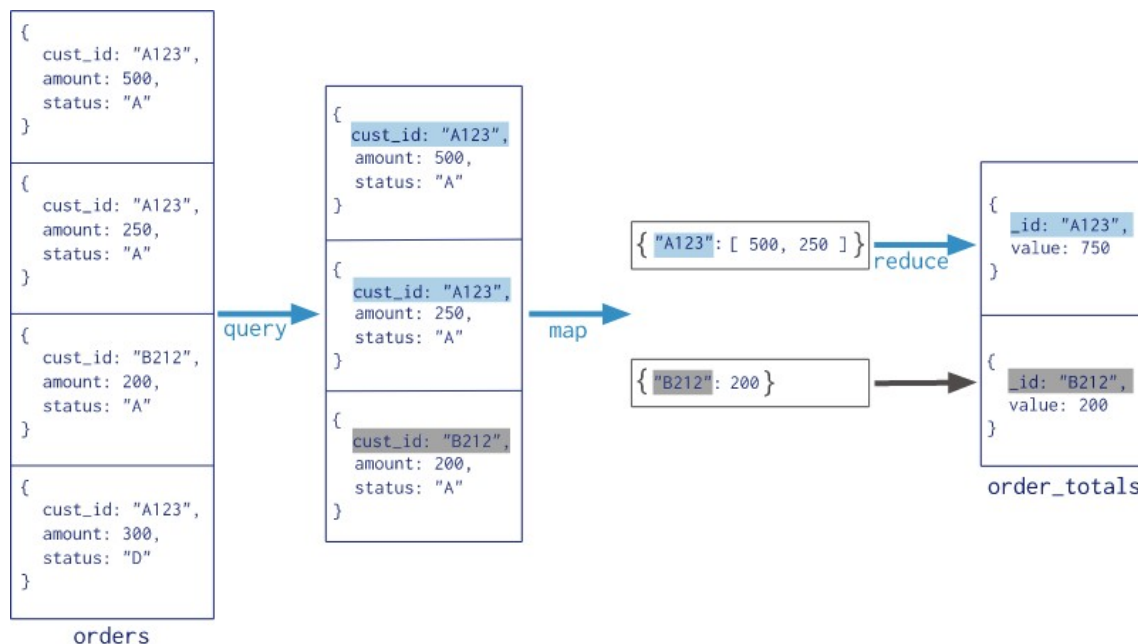 {
cust_id: "A123",
amount: 500,
status: "A"
}
{
cust_id: "A123",
amount: 250,
status: "A"
}
{
cust_id: "B212",
amount: 200,
status: "A"
}
{
cust_id: "A123",
amount: 300,
status: "D"
}
orders
query
{
cust_id: "A123",
amount: 500,
status: "A"
}
{
cust_id: "A123",
amount: 250,
status: "A"
}
{
cust_id: "B212",
amount: 200,
status: "A"
}
map
{ "A123": [ 500, 250 ] }
{ "B212": 200 }
reduce
{
_id: "A123",
value: 750
}
{
_id: "B212",
value: 200
}
order_totals